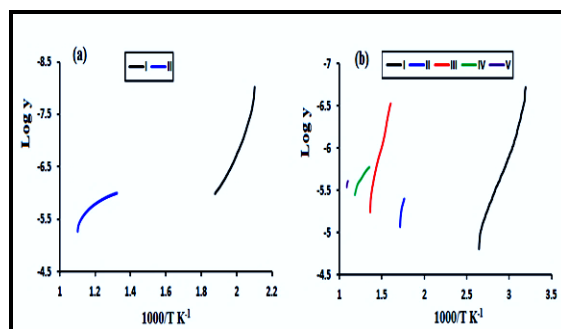 (a)
I II
Log y
-8.5
-7.5
-6.5
-5.5
-4.5
1 1.2 1.4 1.6 1.8 2 2.2
1000/T K-1
(b)
I II III IV V
Log y
-7
-6.5
-6
-5.5
-5
-4.5
1 1.5 2 2.5 3 3.5
1000/T K-1